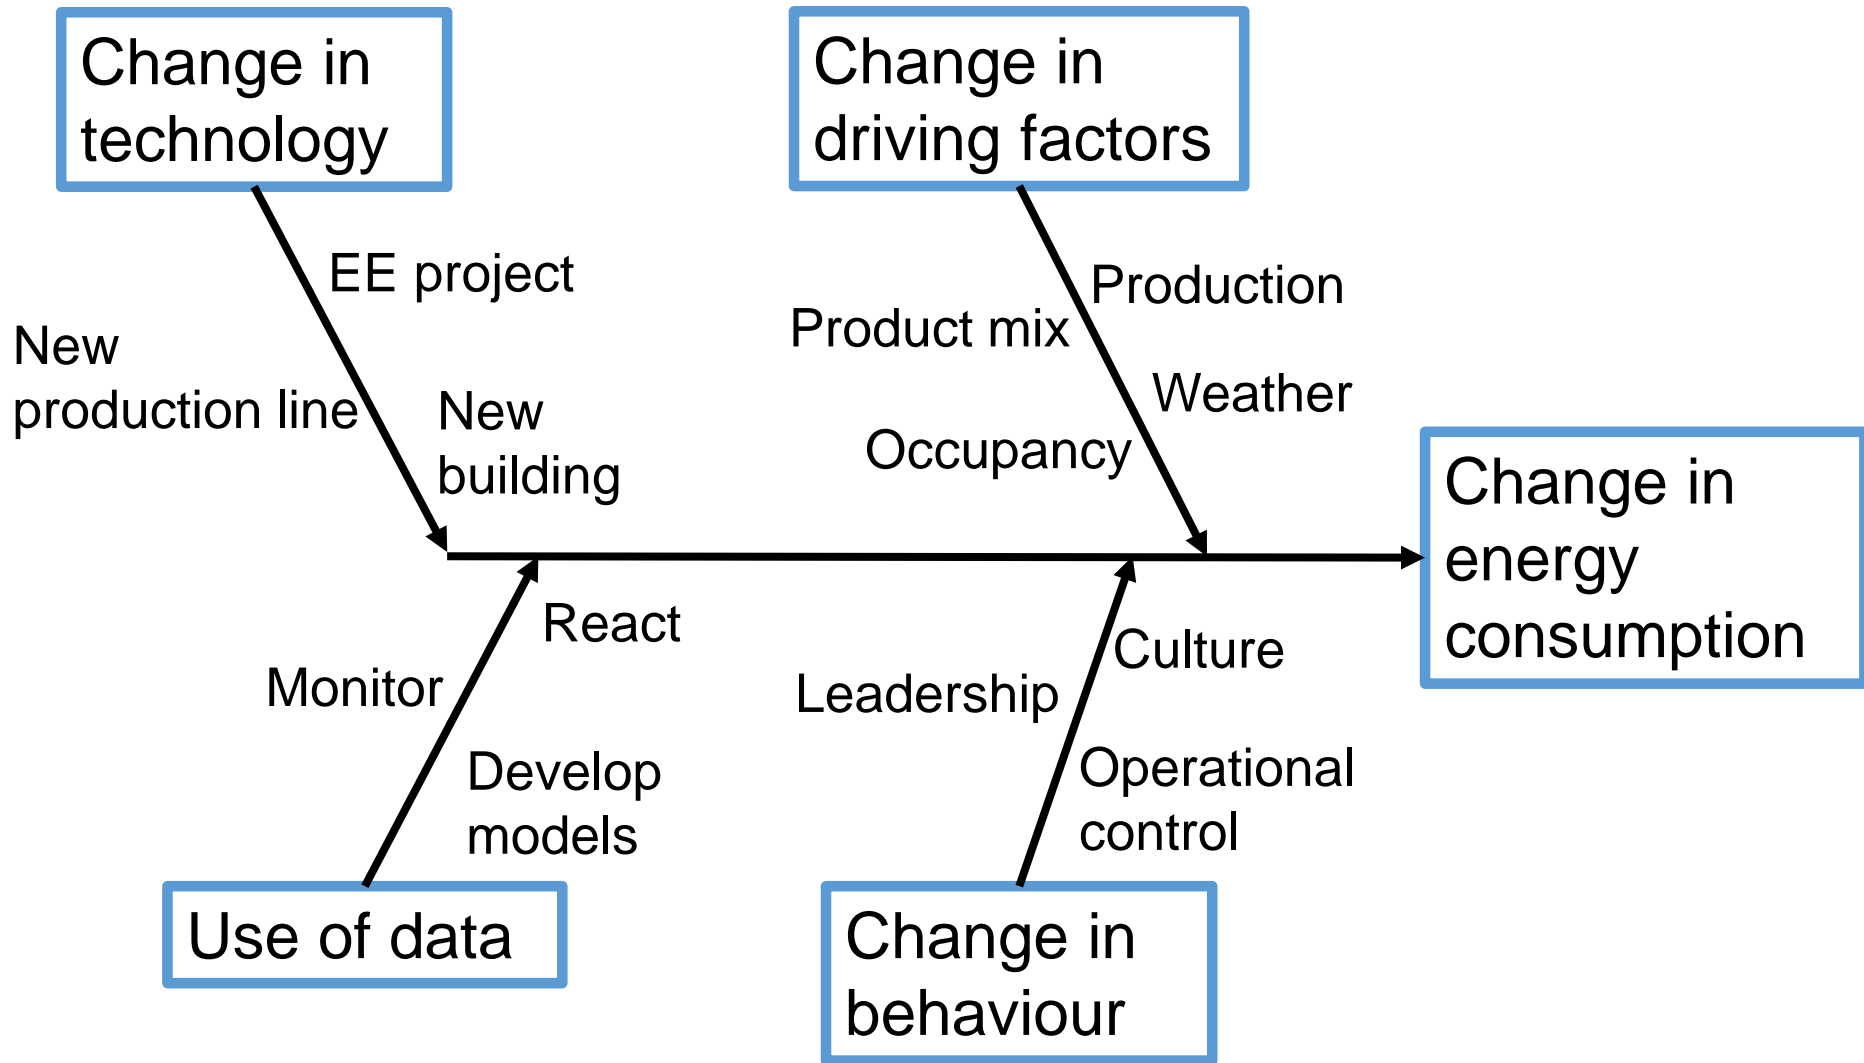 Change in
technology
Change in
driving factors
EE project
Production
Product mix
New
production line
Weather
New
building
Occupancy
Change in
energy
consumption
React
Culture
Monitor
Leadership
Develop
models
Operational
control
Use of data
Change in
behaviour